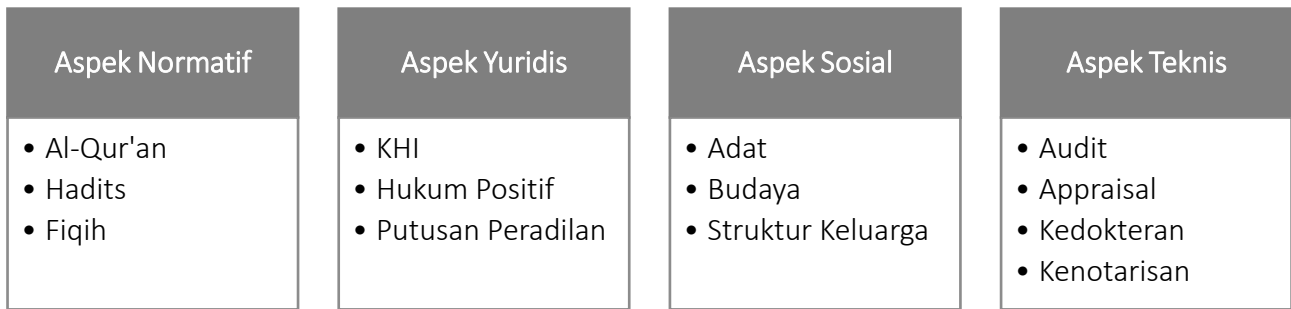 Aspek Normatif
• Al-Qur'an
• Hadits
• Fiqih
Aspek Yuridis
• KHI
• Hukum Positif
• Putusan Peradilan
Aspek Sosial
• Adat
• Budaya
• Struktur Keluarga
Aspek Teknis
• Audit
• Appraisal
• Kedokteran
• Kenotarisan